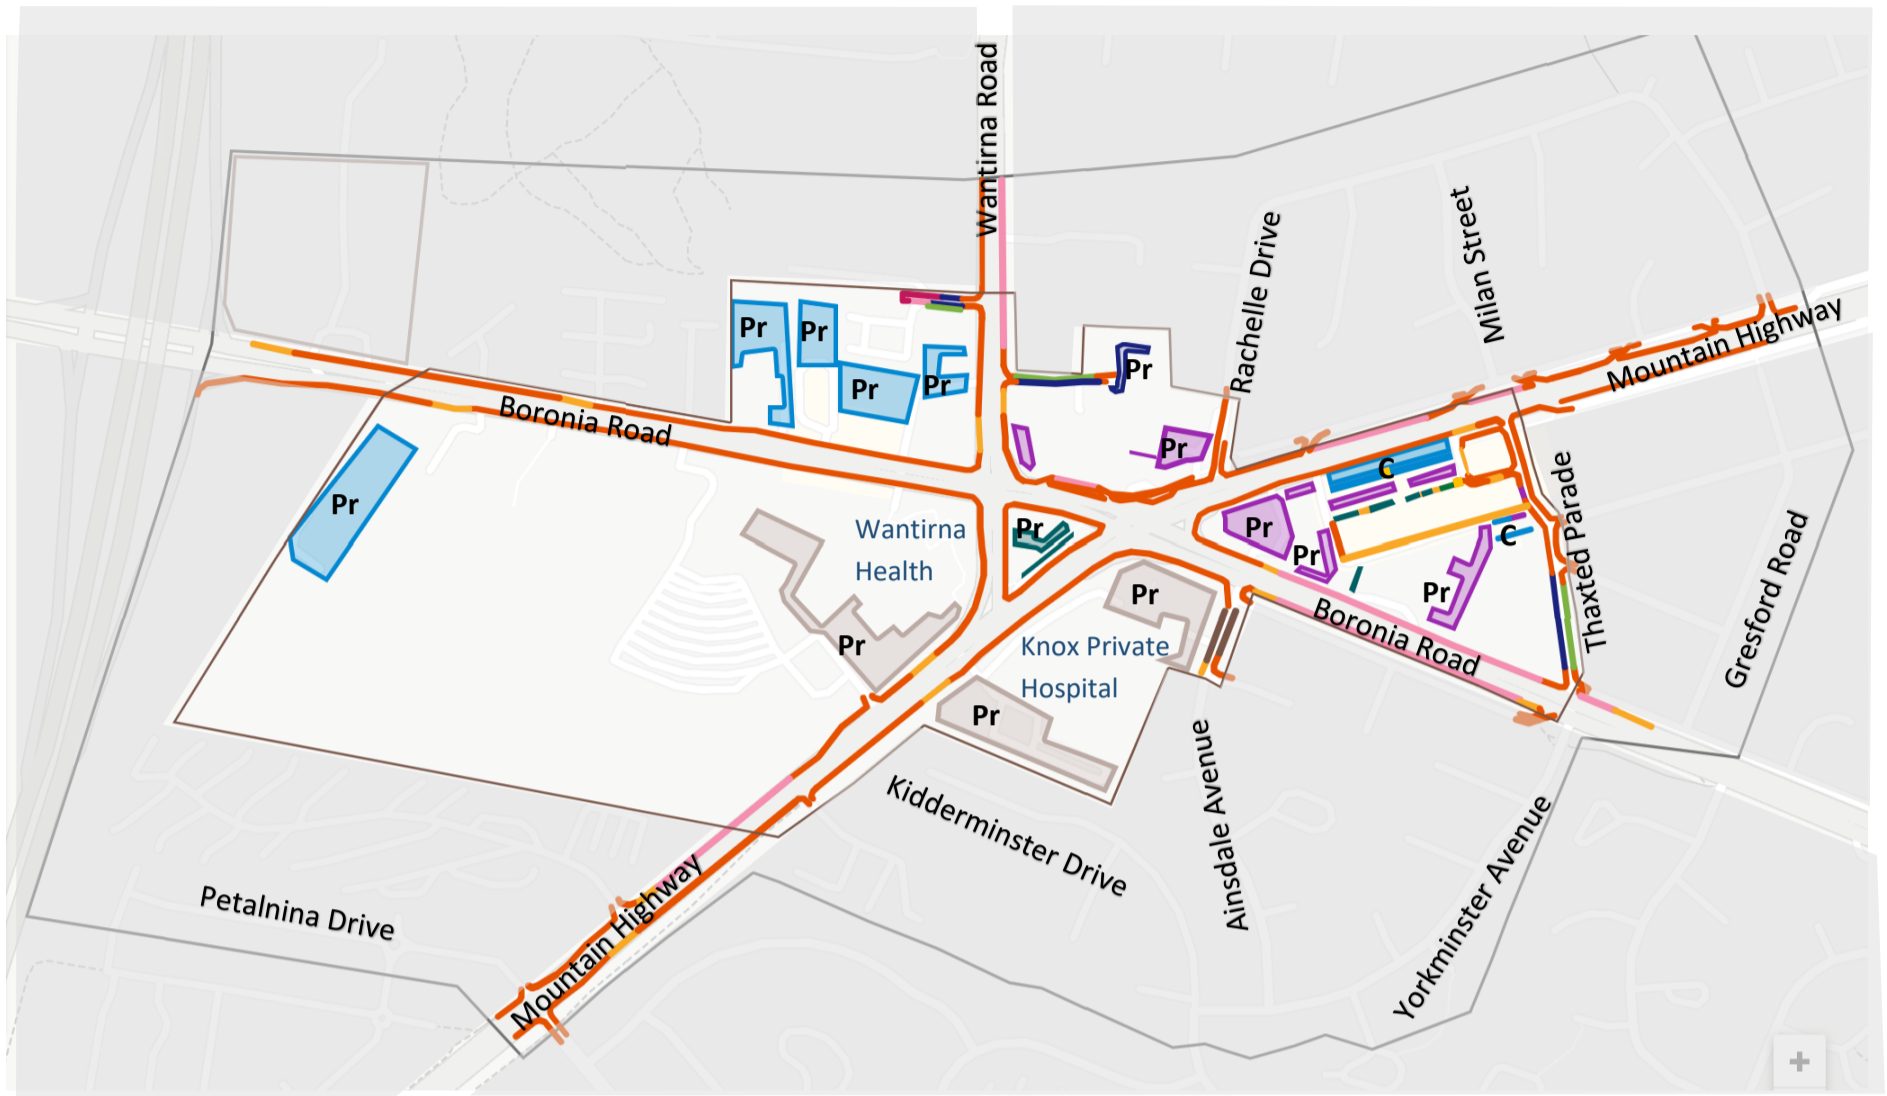 Wantirna Road
Rachelle Drive
Milan Street
Mountain Highway
Pr
Pr
Pr
Pr
Pr
Boronia Road
Pr
C
Pr
Wantirna
Health
Pr
Pr
Pr
C
Thaxted Parade
Gresford Road
Pr
Pr
Boronia Road
Pr
Knox Private
Hospital
Pr
Kidderminster Drive
Ainsdale Avenue
Yorkminster Avenue
Petalnina Drive
Mountain Highway
+